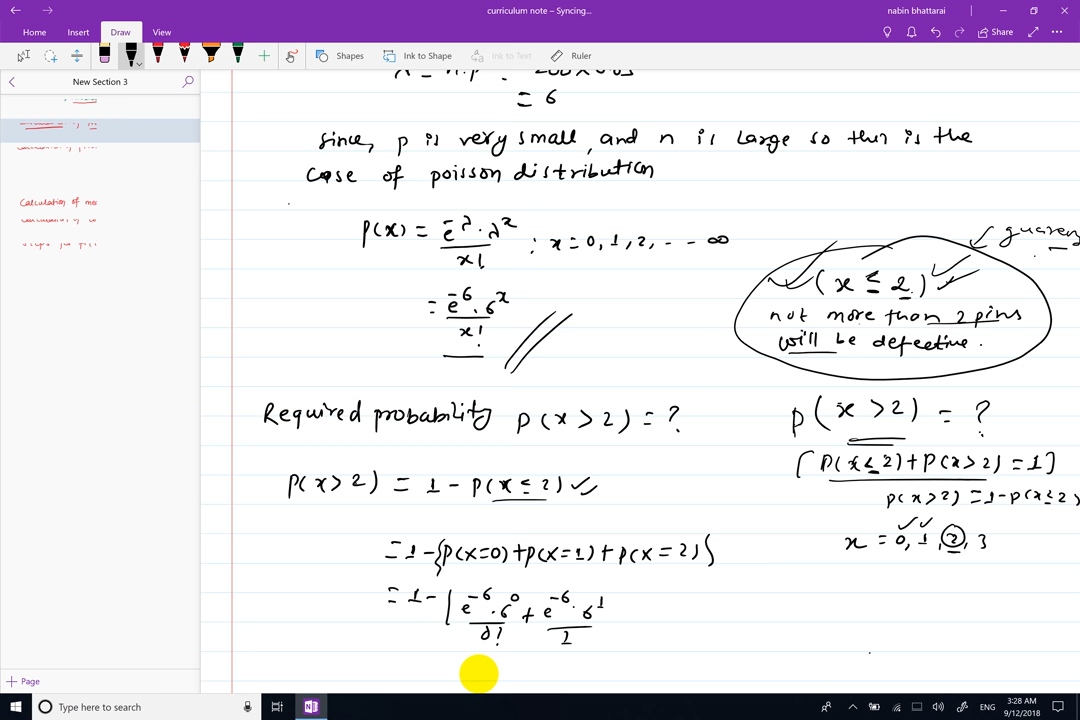 curriculum note – Syncing...
nabin bhattarai
Home Insert Draw View
Share
Shapes
Ink to Shape
Ink to Text
Ruler
New Section 3
Calculation of
Page
= 6
Since, p is very small, and n is large so this is the
case of poisson distribution
P(x) = e^-λ · λ^x / x! ; x = 0, 1, 2, - - - ∞
= e^-6 · 6^x / x!
(x ≤ 2)
not more than 2 pins
will be defective.
Required probability P(x > 2) = ?
P(x > 2) = ?
[P(x ≤ 2) + P(x > 2) = 1]
P(x > 2) = 1 - P(x ≤ 2)
x = 0, 1, 2, 3
P(x > 2) = 1 - P(x ≤ 2)
= 1 - {P(x = 0) + P(x = 1) + P(x = 2)}
= 1 - [e^-6 · 6^0 / 0! + e^-6 · 6^1 / 1
Type here to search
ENG
3:28 AM
9/12/2018